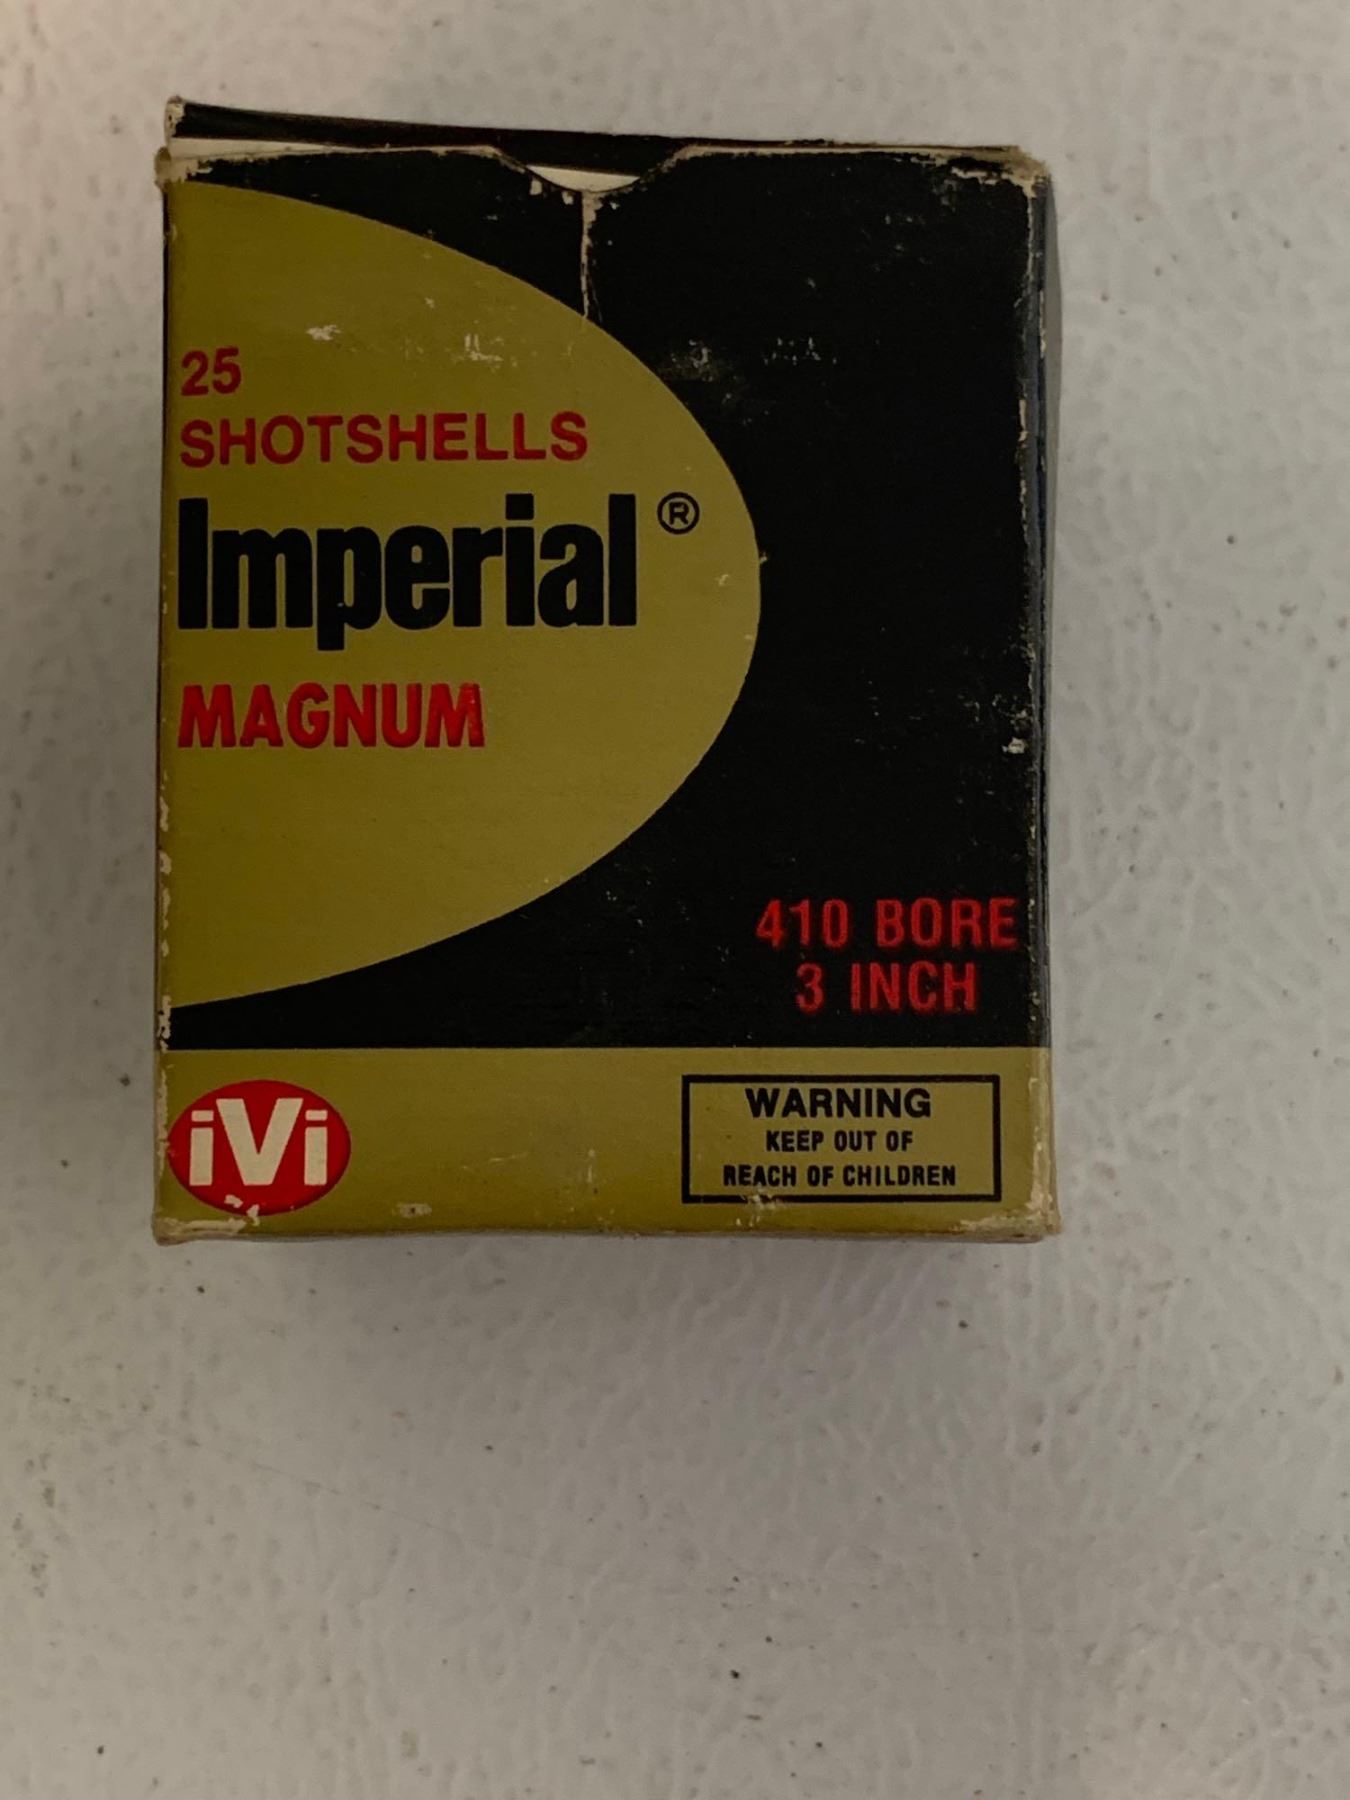 25
SHOTSHELLS
Imperial®
MAGNUM
410 BORE
3 INCH
iVi
WARNING
KEEP OUT OF
REACH OF CHILDREN